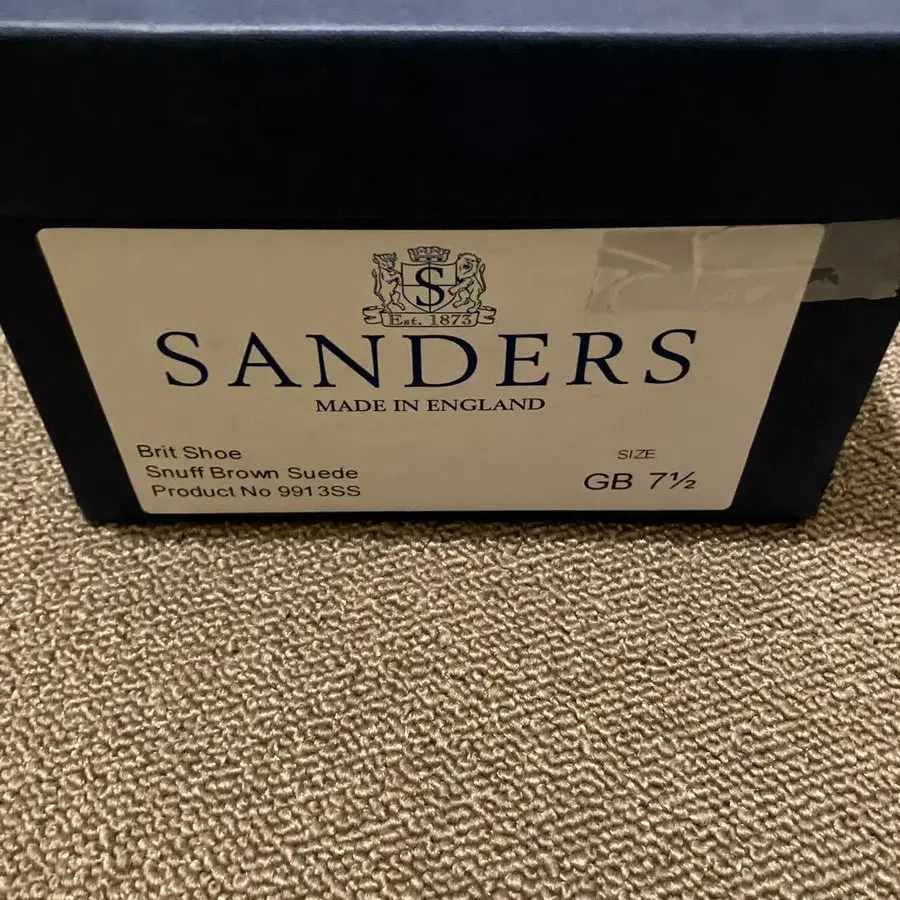 S
Est. 1873
SANDERS
MADE IN ENGLAND
Brit Shoe
Snuff Brown Suede
Product No 9913SS
SIZE
GB 7½